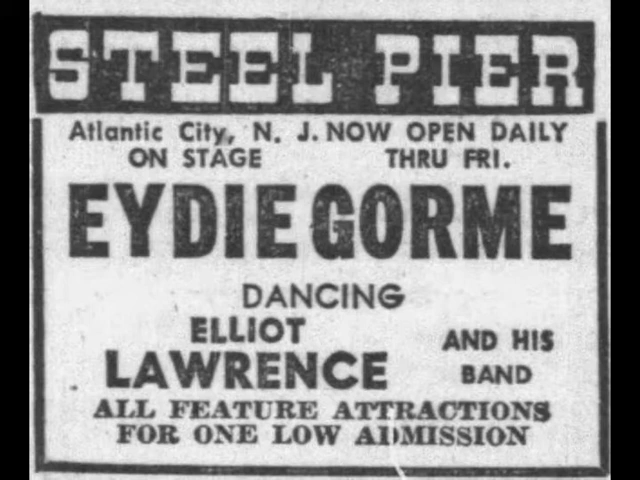 STEEL PIER
Atlantic City, N. J. NOW OPEN DAILY
ON STAGE THRU FRI.
EYDIE GORME
DANCING
ELLIOT
LAWRENCE AND HIS BAND
ALL FEATURE ATTRACTIONS
FOR ONE LOW ADMISSION